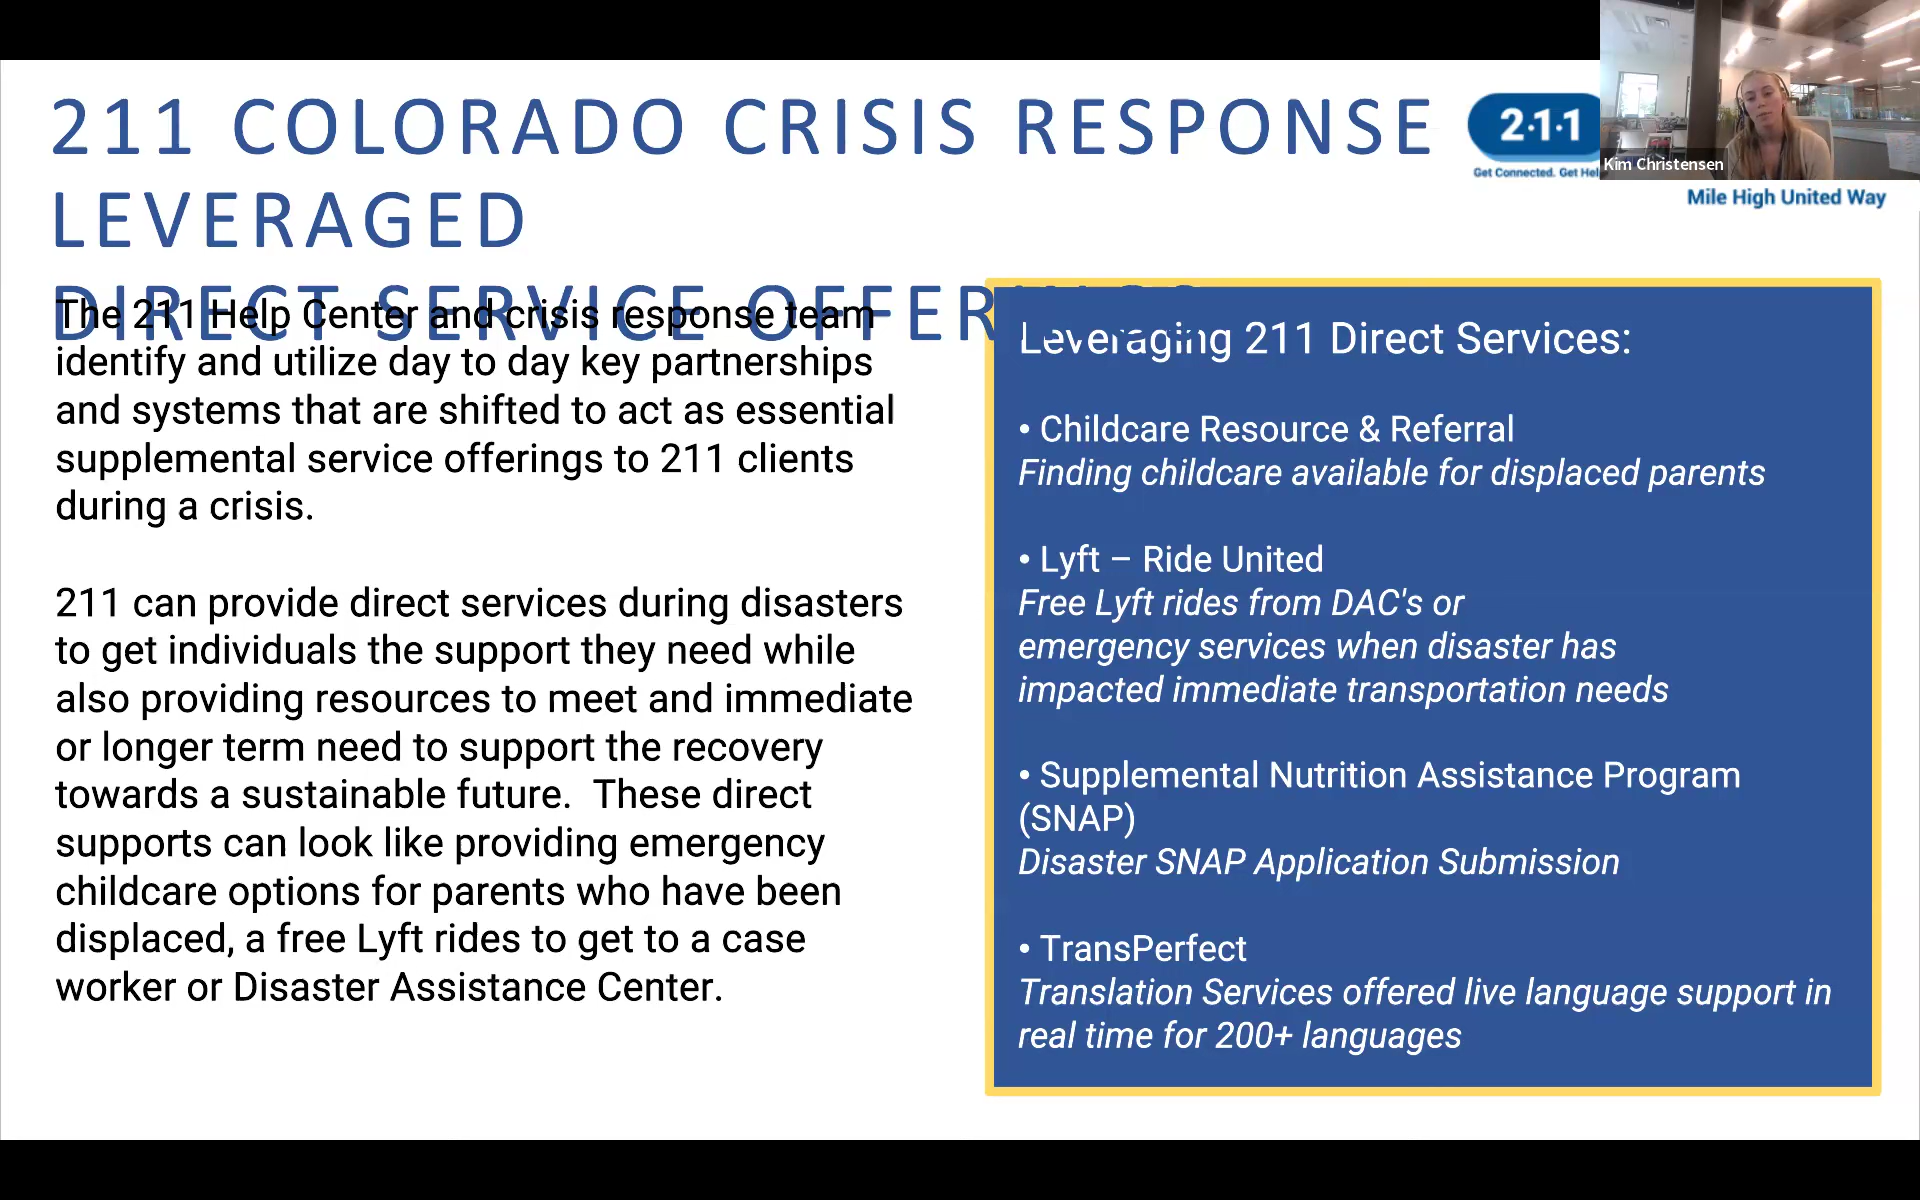 211 COLORADO CRISIS RESPONSE
LEVERAGED
DIRECT SERVICE OFFERINGS
2·1·1
Get Connected. Get Hel
Kim Christensen
Mile High United Way
The 211 Help Center and crisis response team
identify and utilize day to day key partnerships
and systems that are shifted to act as essential
supplemental service offerings to 211 clients
during a crisis.
211 can provide direct services during disasters
to get individuals the support they need while
also providing resources to meet and immediate
or longer term need to support the recovery
towards a sustainable future.  These direct
supports can look like providing emergency
childcare options for parents who have been
displaced, a free Lyft rides to get to a case
worker or Disaster Assistance Center.
Leveraging 211 Direct Services:
• Childcare Resource & Referral
Finding childcare available for displaced parents
• Lyft – Ride United
Free Lyft rides from DAC's or
emergency services when disaster has
impacted immediate transportation needs
• Supplemental Nutrition Assistance Program
(SNAP)
Disaster SNAP Application Submission
• TransPerfect
Translation Services offered live language support in
real time for 200+ languages